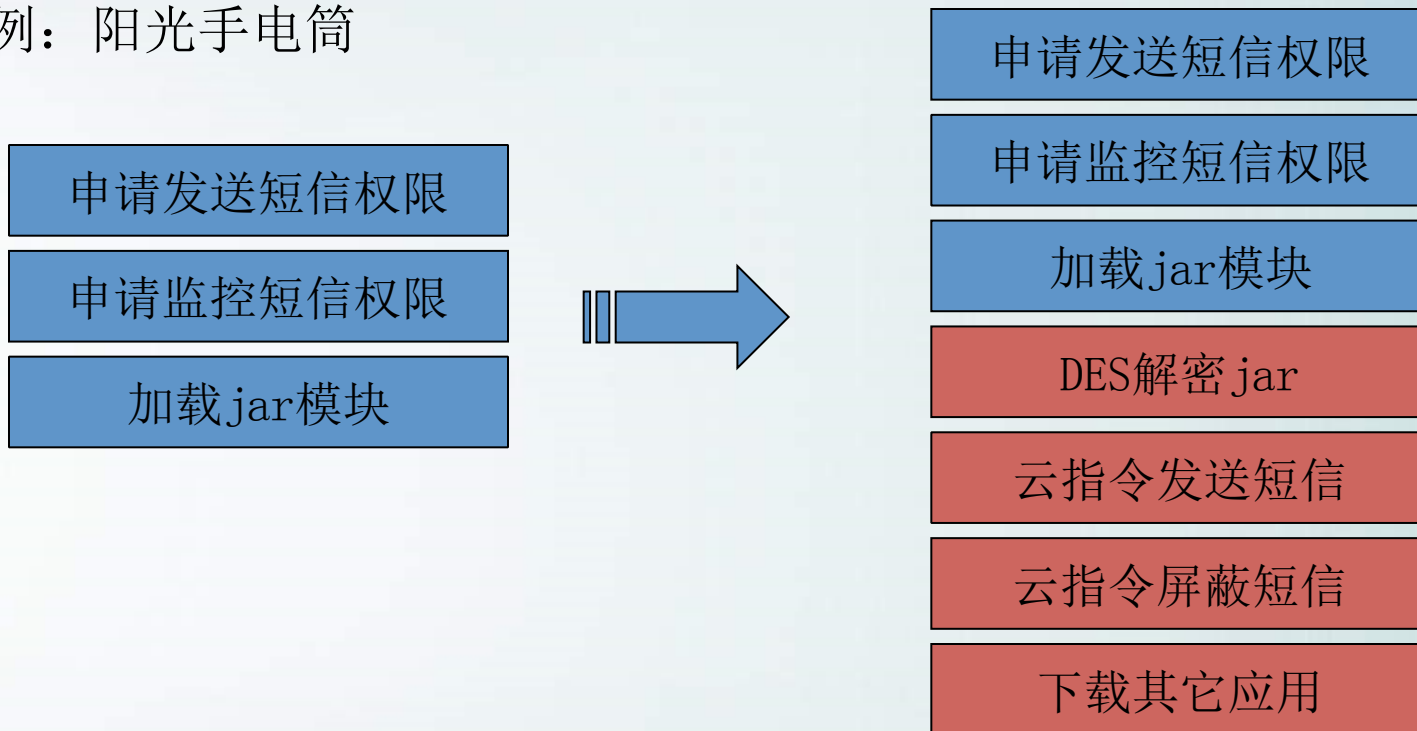 例：阳光手电筒
申请发送短信权限
申请监控短信权限
加载jar模块
申请发送短信权限
申请监控短信权限
加载jar模块
DES解密jar
云指令发送短信
云指令屏蔽短信
下载其它应用